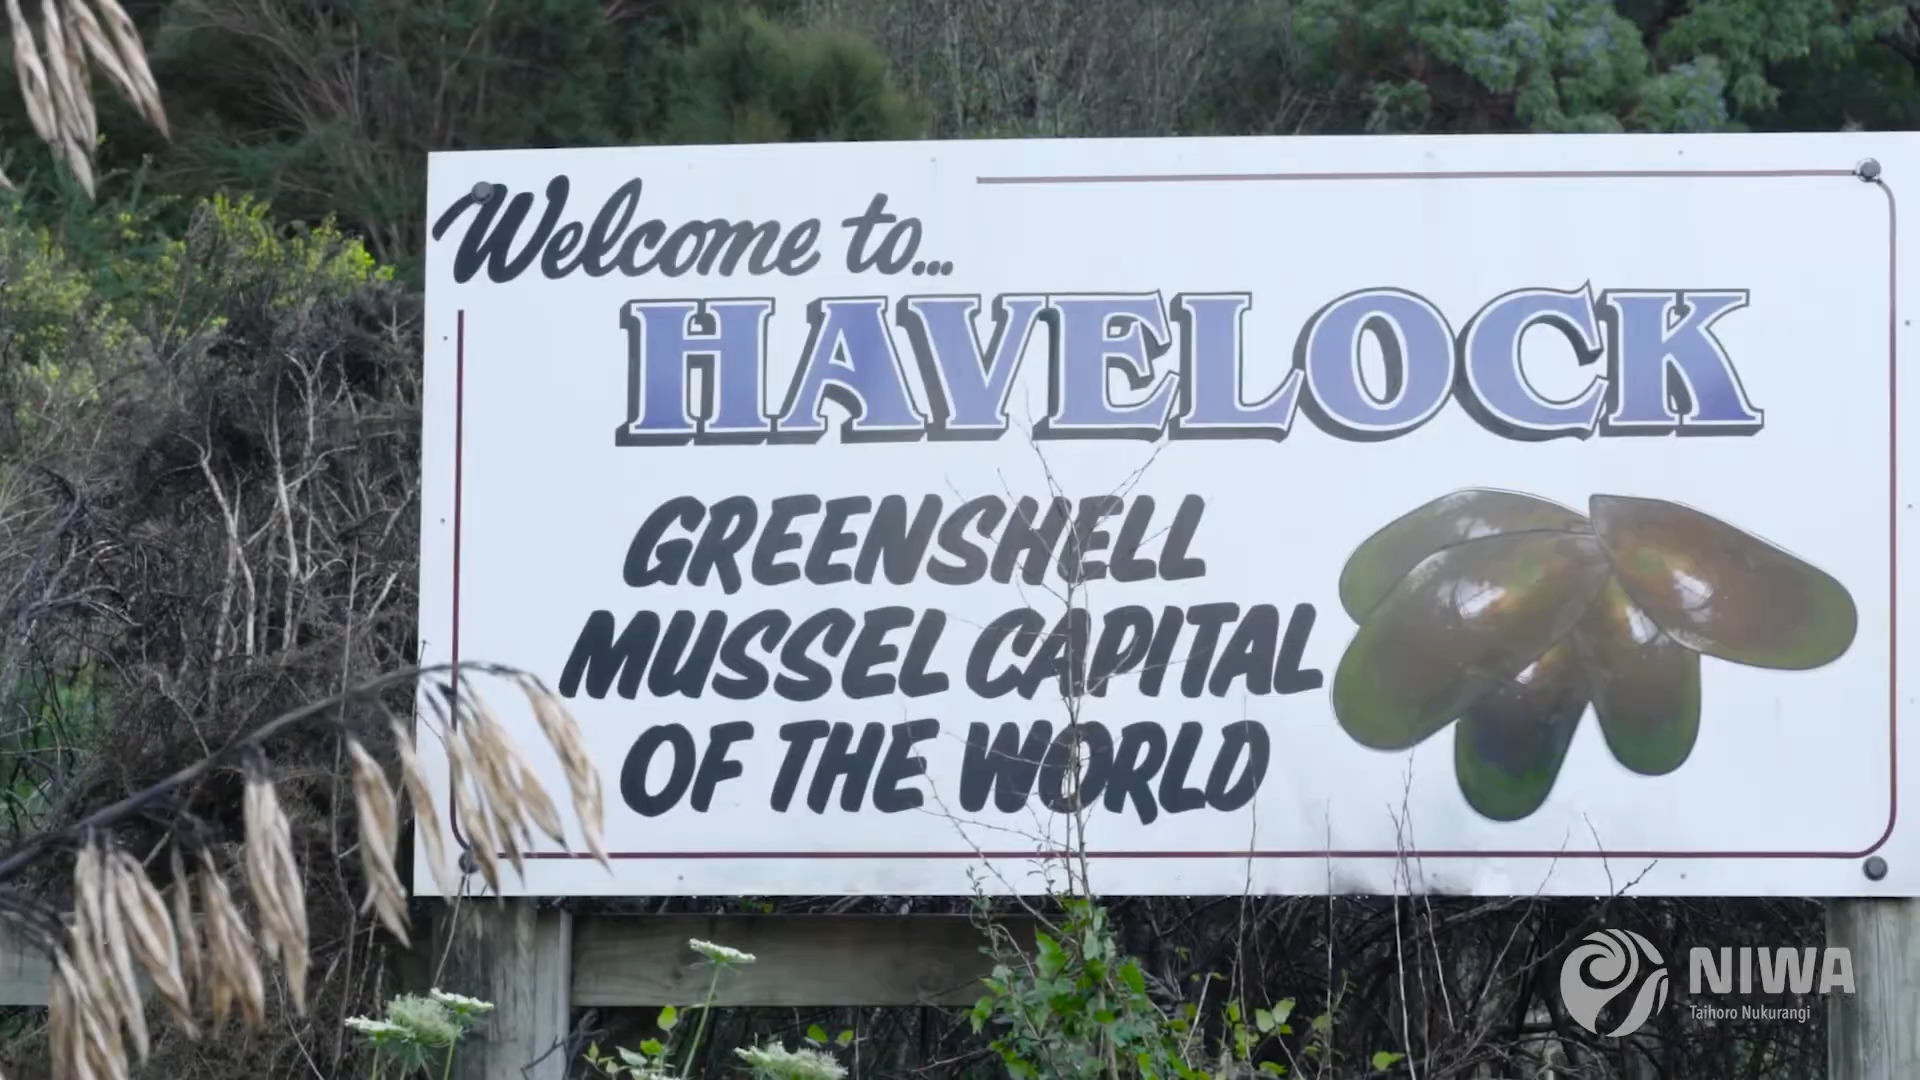 Welcome to...
HAVELOCK
GREENSHELL
MUSSEL CAPITAL
OF THE WORLD
NIWA
Taihoro Nukurangi